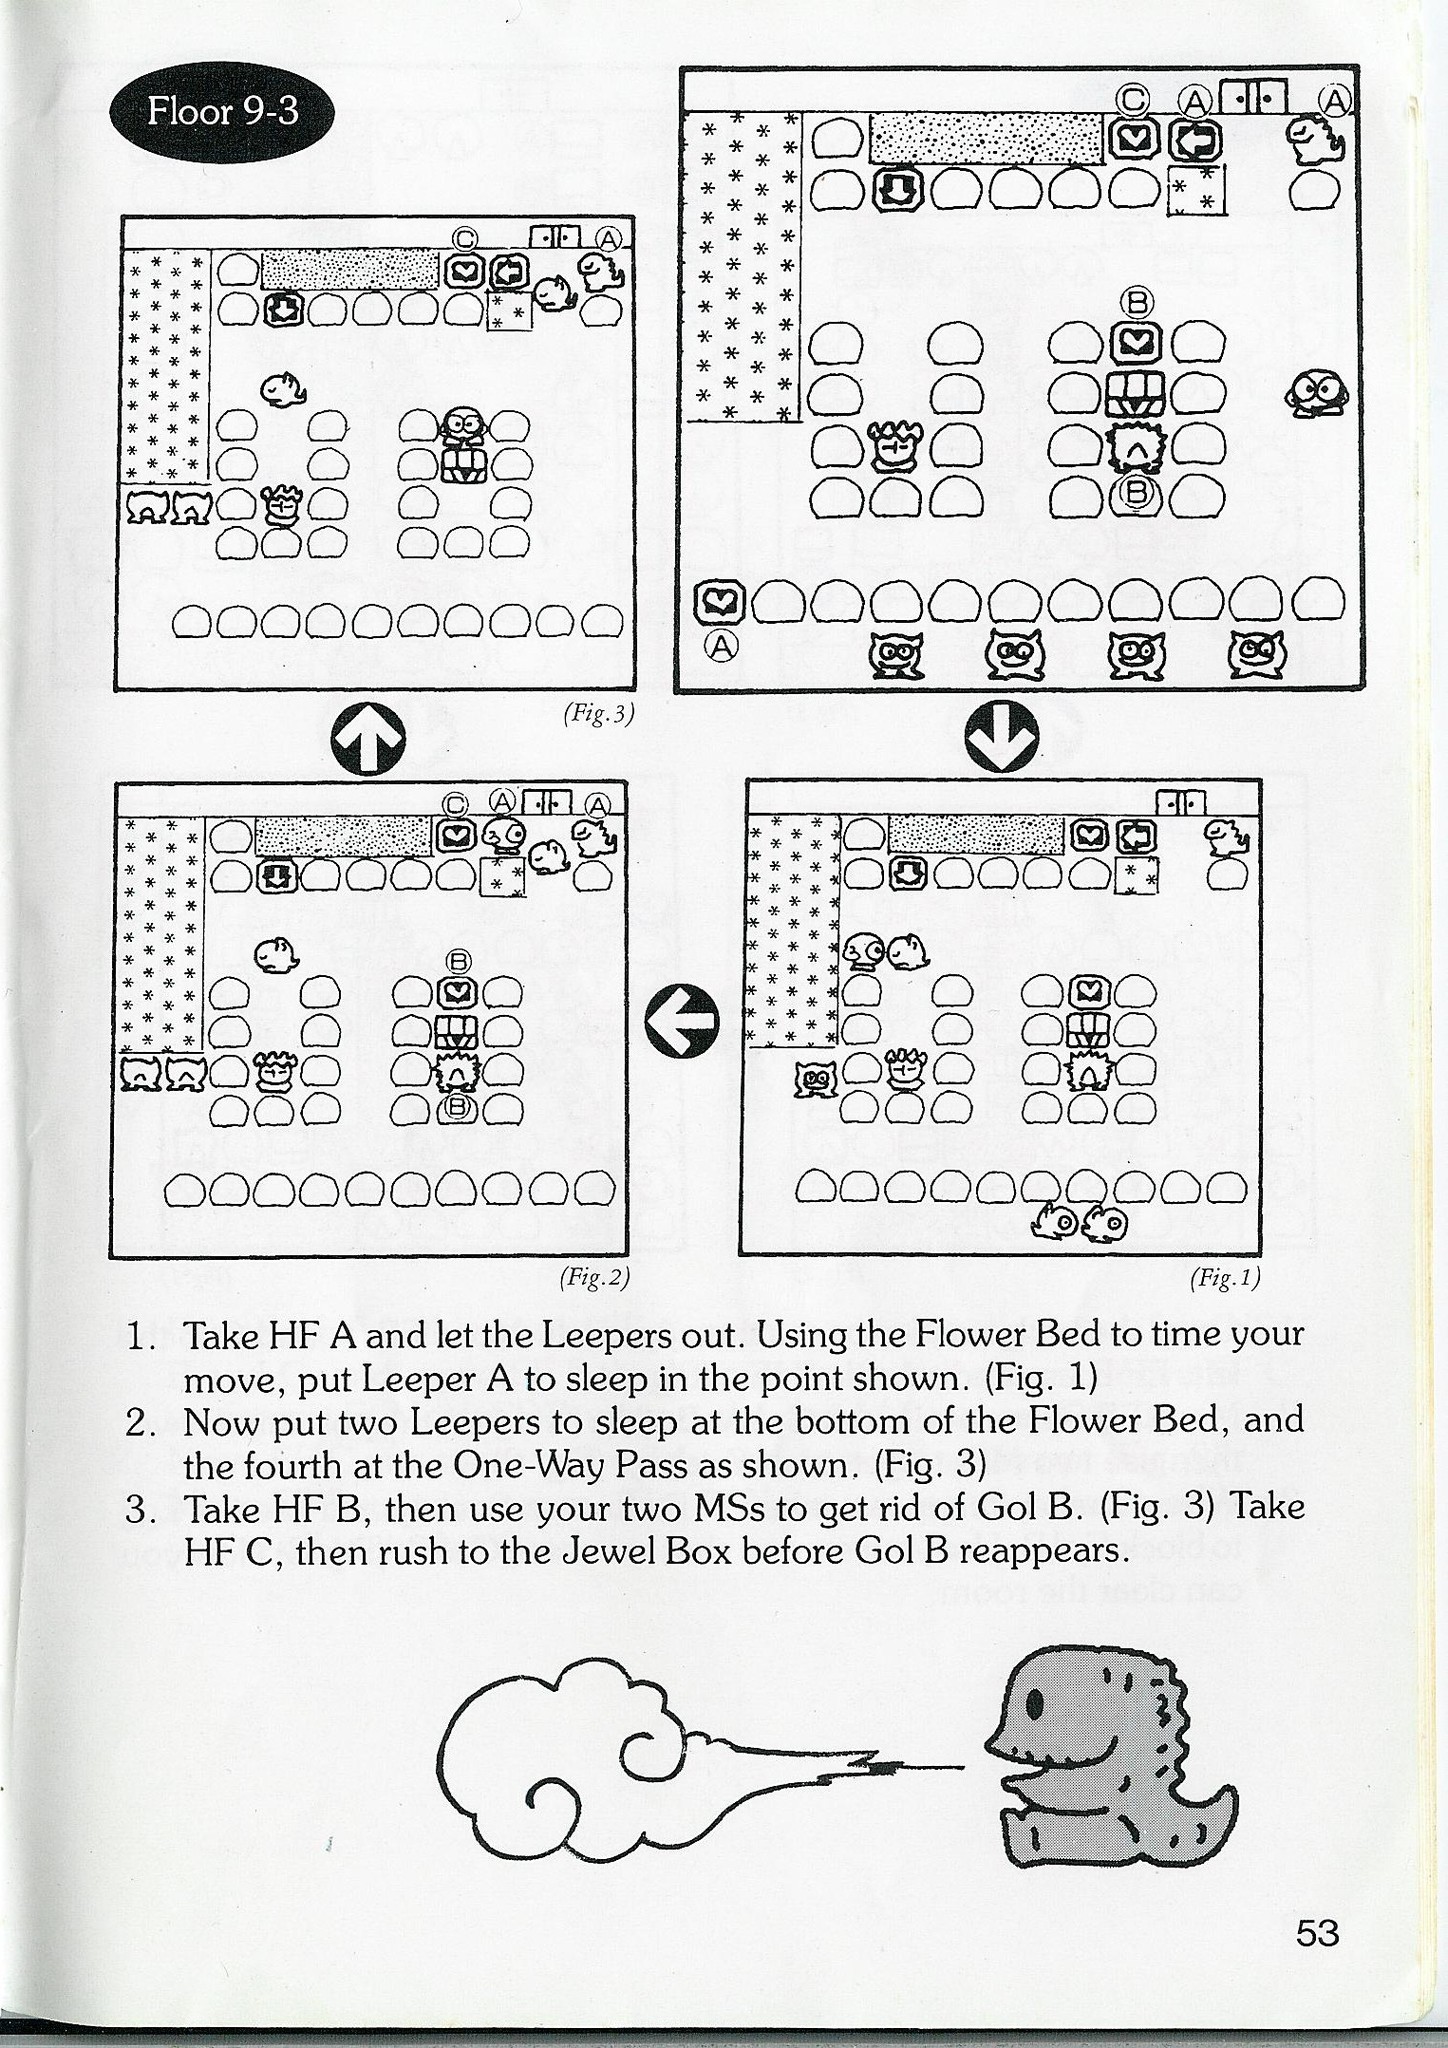 Floor 9-3
C A A
B
B
A
C A
(Fig.3)
C A A
B
B
(Fig.2)
(Fig.1)
1. Take HF A and let the Leepers out. Using the Flower Bed to time your
move, put Leeper A to sleep in the point shown. (Fig. 1)
2. Now put two Leepers to sleep at the bottom of the Flower Bed, and
the fourth at the One-Way Pass as shown. (Fig. 3)
3. Take HF B, then use your two MSs to get rid of Gol B. (Fig. 3) Take
HF C, then rush to the Jewel Box before Gol B reappears.
53